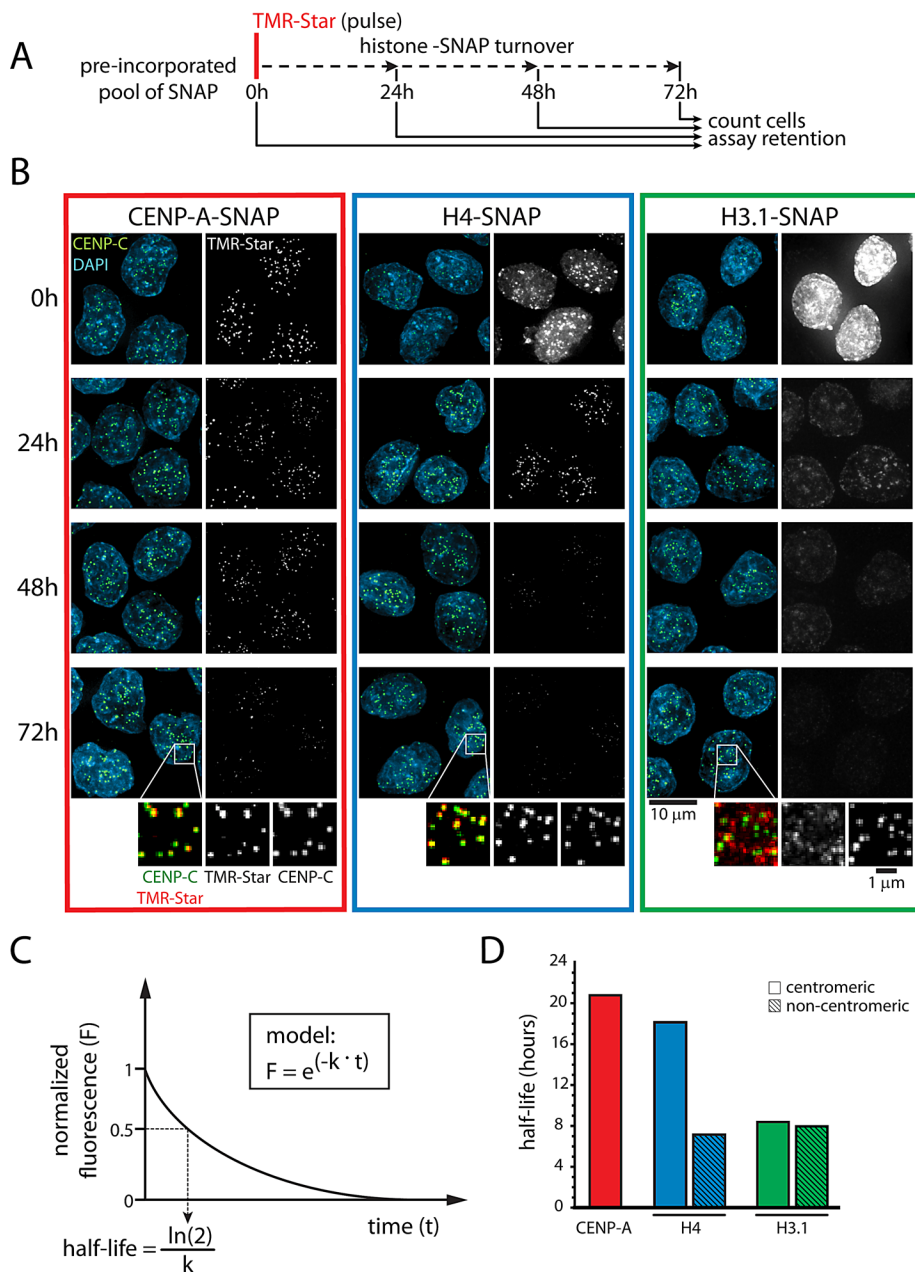 A
TMR-Star (pulse)
histone -SNAP turnover
pre-incorporated
pool of SNAP
0h
24h
48h
72h
count cells
assay retention
B
CENP-A-SNAP
H4-SNAP
H3.1-SNAP
CENP-C
DAPI
TMR-Star
0h
24h
48h
72h
10 μm
CENP-C
TMR-Star
TMR-Star
CENP-C
1 μm
C
normalized
fluorescence (F)
1
0.5
0
model:
F = e(-k · t)
time (t)
half-life = ln(2)
k
D
half-life (hours)
24
20
16
12
8
4
0
centromeric
non-centromeric
CENP-A
H4
H3.1